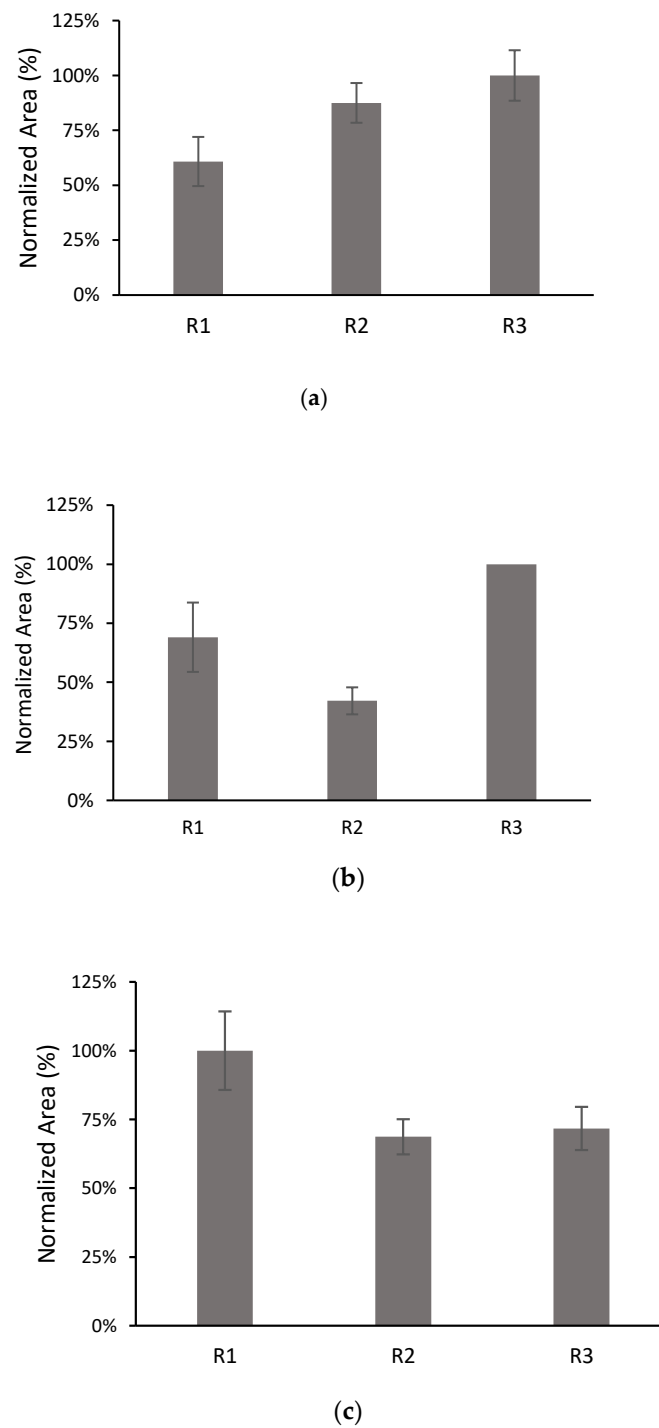 125%
100%
75%
50%
25%
0%
Normalized Area (%)
R1 R2 R3
(a)
125%
100%
75%
50%
25%
0%
Normalized Area (%)
R1 R2 R3
(b)
125%
100%
75%
50%
25%
0%
Normalized Area (%)
R1 R2 R3
(c)